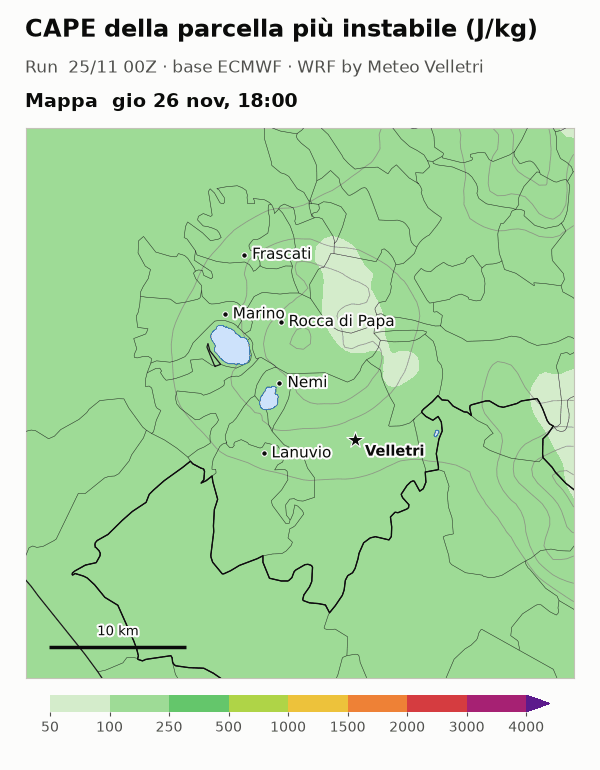 CAPE della parcella più instabile (J/kg)
Run  25/11 00Z · base ECMWF · WRF by Meteo Velletri
Mappa  gio 26 nov, 18:00
Frascati
Marino
Rocca di Papa
Nemi
Velletri
Lanuvio
10 km
50 100 250 500 1000 1500 2000 3000 4000